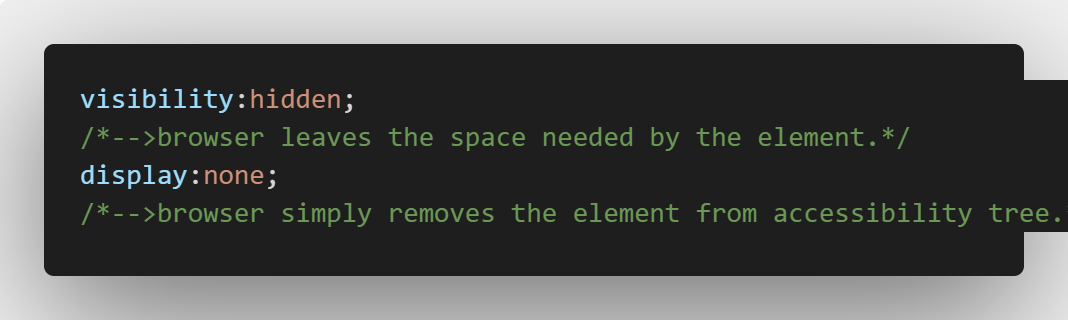 visibility:hidden;
/*-->browser leaves the space needed by the element.*/
display:none;
/*-->browser simply removes the element from accessibility tree.